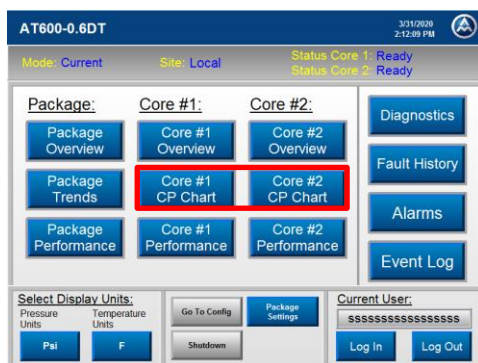 AT600-0.6DT
3/31/2020
2:12:09 PM
Mode: Current
Site: Local
Status Core 1: Ready
Status Core 2: Ready
Package:
Core #1:
Core #2:
Package
Overview
Core #1
Overview
Core #2
Overview
Package
Trends
Core #1
CP Chart
Core #2
CP Chart
Package
Performance
Core #1
Performance
Core #2
Performance
Diagnostics
Fault History
Alarms
Event Log
Select Display Units:
Pressure
Units
Temperature
Units
Psi
F
Go To Config
Package
Settings
Shutdown
Current User:
sssssssssssssssss
Log In
Log Out